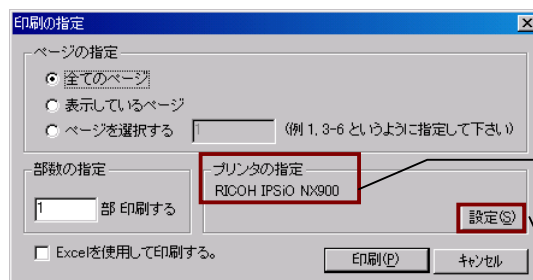 印刷の指定
ページの指定
全てのページ
表示しているページ
ページを選択する 1 (例 1, 3-6 というように指定して下さい)
部数の指定
1 部 印刷する
プリンタの指定
RICOH IPSiO NX900
設定(S)
Excelを使用して印刷する。
印刷(P)
キャンセル